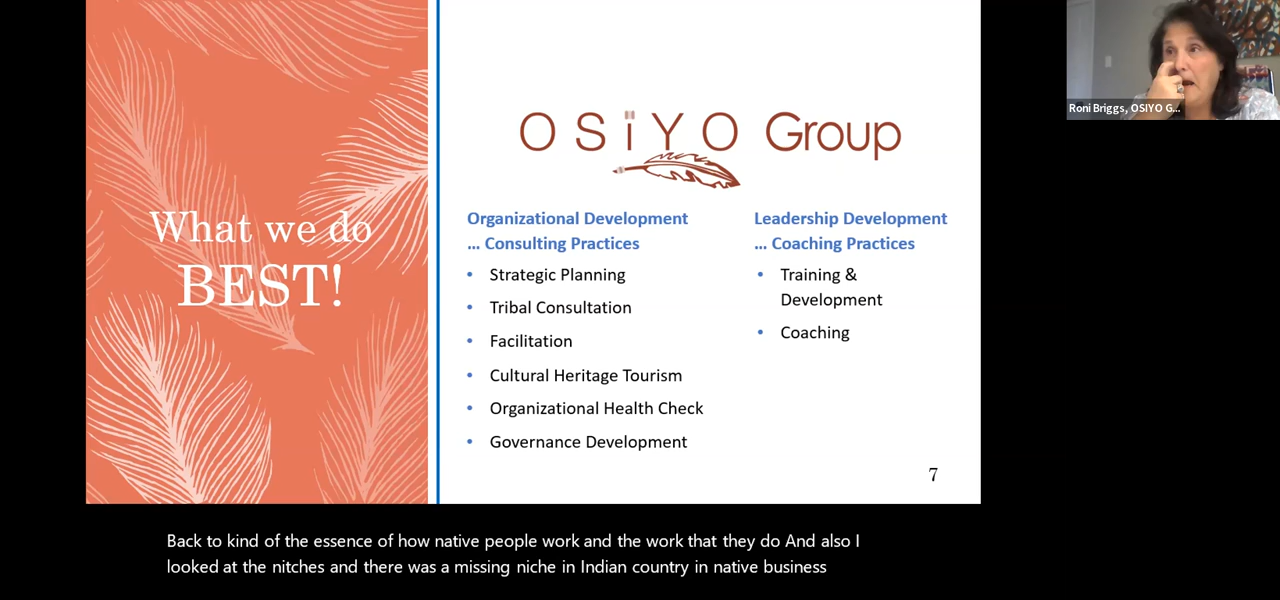 What we do
BEST!
OSiYO Group
Organizational Development
... Consulting Practices
• Strategic Planning
• Tribal Consultation
• Facilitation
• Cultural Heritage Tourism
• Organizational Health Check
• Governance Development
Leadership Development
... Coaching Practices
• Training &
Development
• Coaching
7
Roni Briggs, OSIYO G...
Back to kind of the essence of how native people work and the work that they do And also I
looked at the nitches and there was a missing niche in Indian country in native business